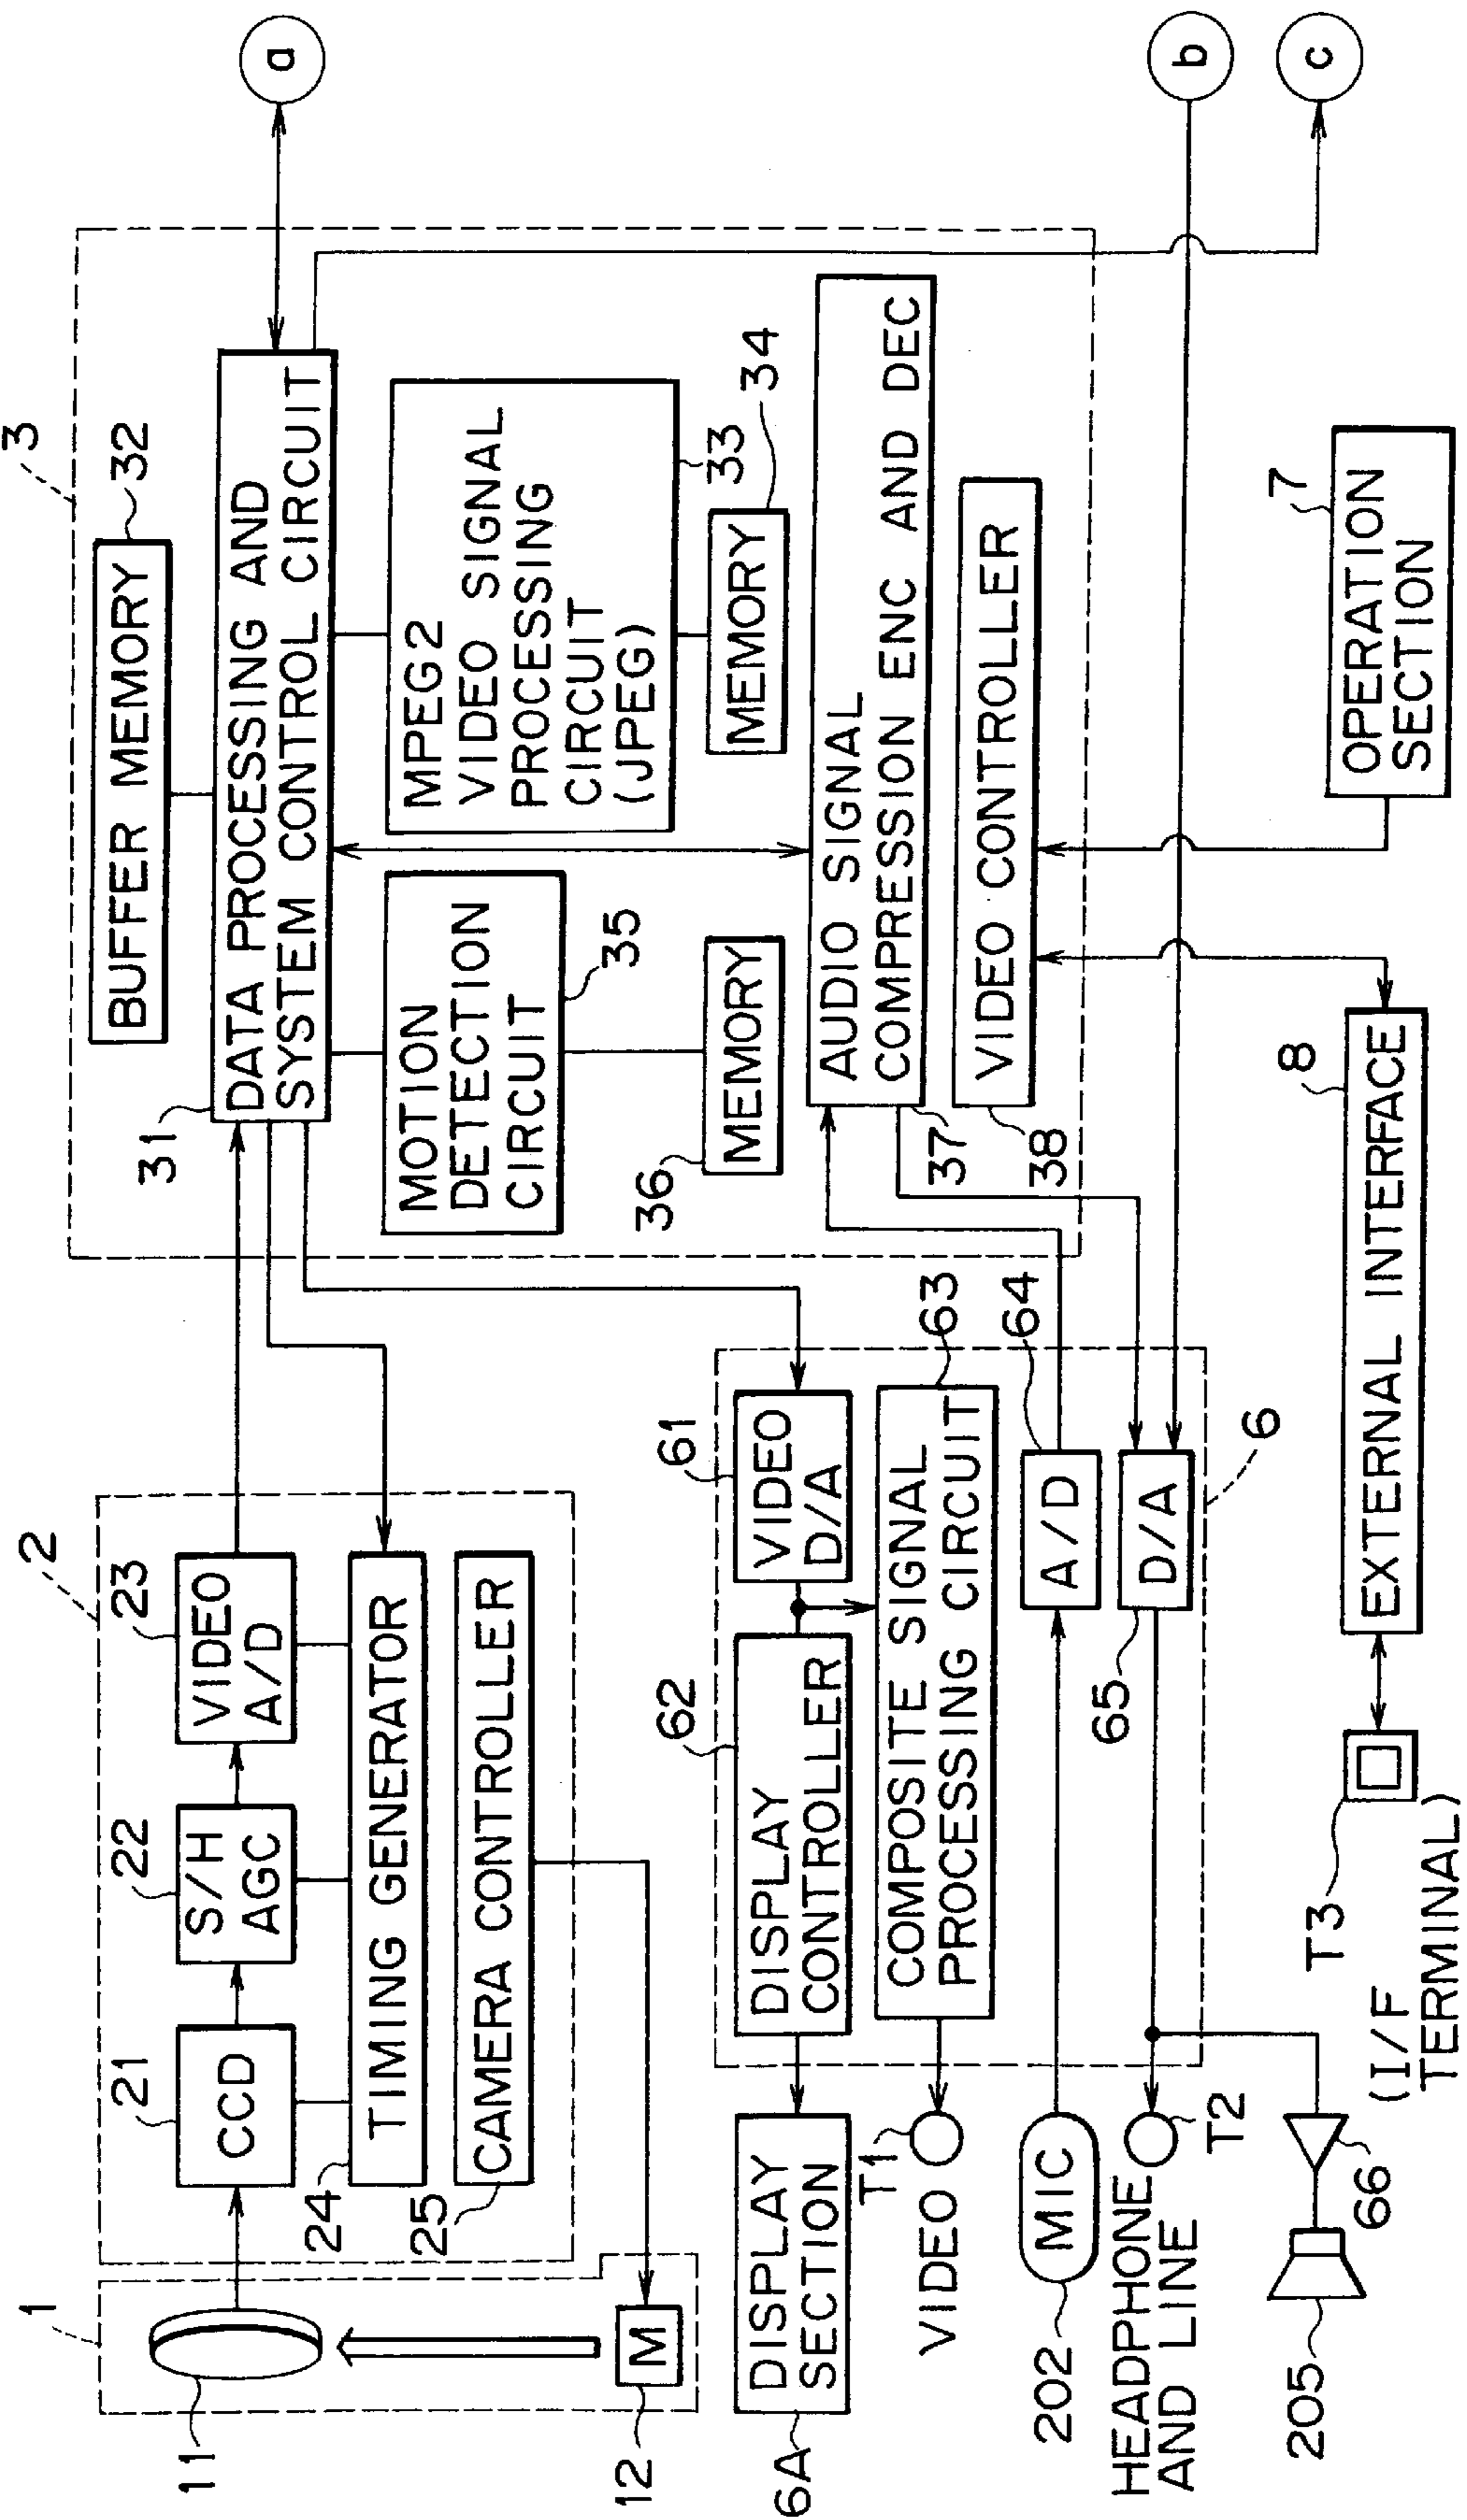 1
2
3
11
12
M
21
CCD
22
S/H
AGC
23
VIDEO
A/D
24
TIMING GENERATOR
25
CAMERA CONTROLLER
BUFFER MEMORY
32
31
DATA PROCESSING AND
SYSTEM CONTROL CIRCUIT
MOTION
DETECTION
CIRCUIT
35
36
MEMORY
MPEG2
VIDEO SIGNAL
PROCESSING
CIRCUIT
(JPEG)
33
MEMORY
34
AUDIO SIGNAL
COMPRESSION ENC AND DEC
37
VIDEO CONTROLLER
38
a
b
c
6A
DISPLAY
SECTION
62
DISPLAY
CONTROLLER
61
VIDEO
D/A
63
COMPOSITE SIGNAL
PROCESSING CIRCUIT
T1
VIDEO
64
A/D
202
MIC
65
D/A
6
HEADPHONE
AND LINE
T2
66
205
T3
(I/F
TERMINAL)
8
EXTERNAL INTERFACE
7
OPERATION
SECTION